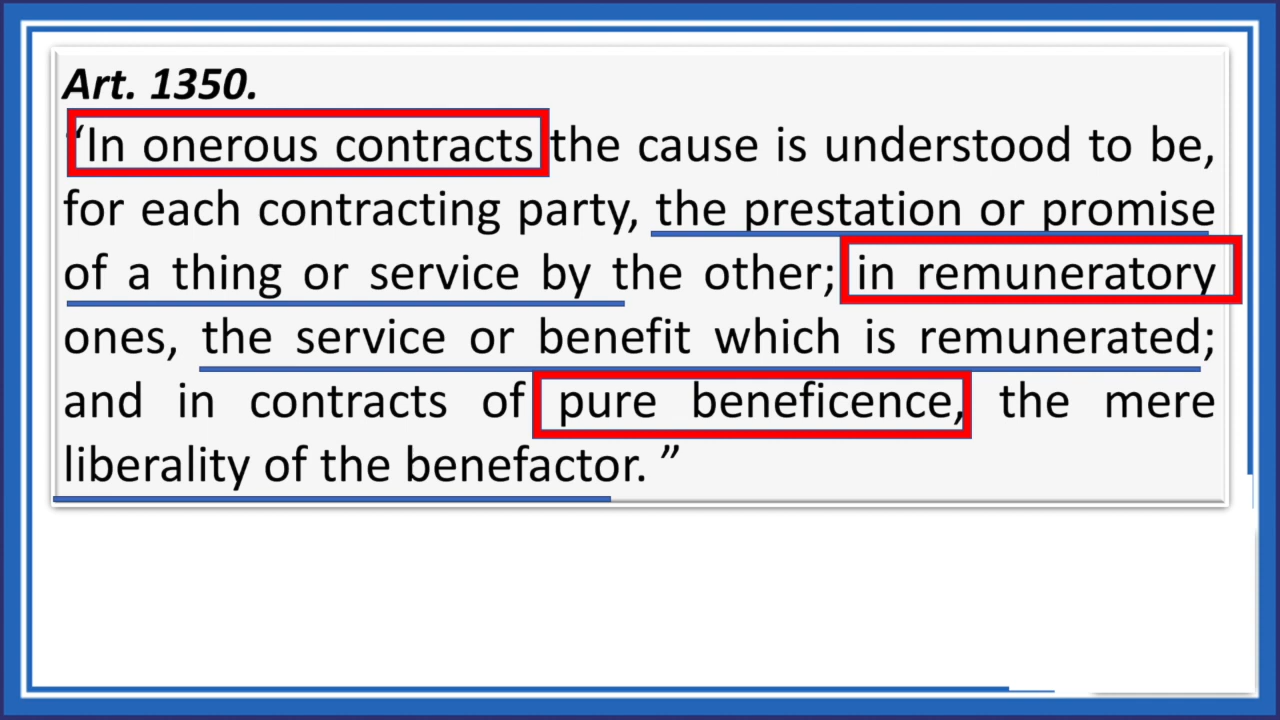 Art. 1350.
“In onerous contracts the cause is understood to be,
for each contracting party, the prestation or promise
of a thing or service by the other; in remuneratory
ones, the service or benefit which is remunerated;
and in contracts of pure beneficence, the mere
liberality of the benefactor. ”